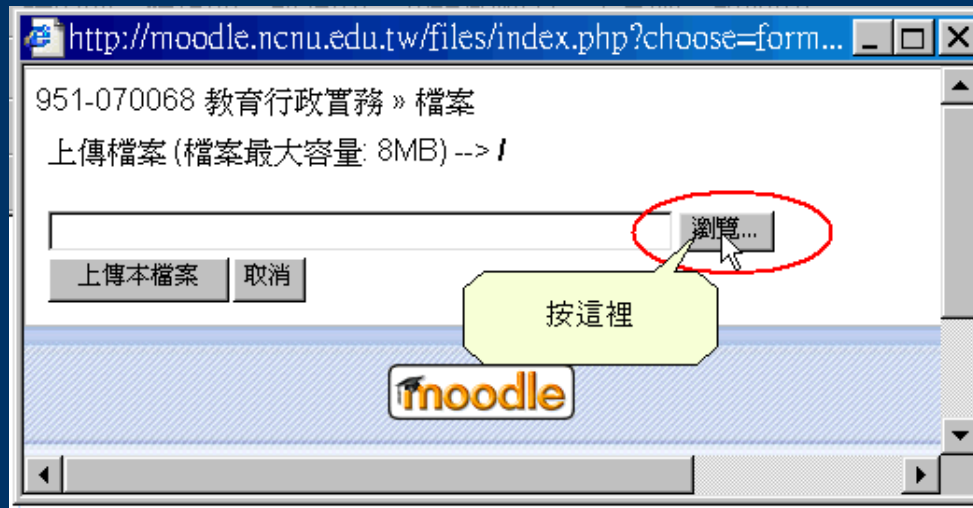 http://moodle.ncnu.edu.tw/files/index.php?choose=form...
951-070068 教育行政實務 » 檔案
上傳檔案 (檔案最大容量: 8MB) --> /
瀏覽...
上傳本檔案 取消
按這裡
moodle